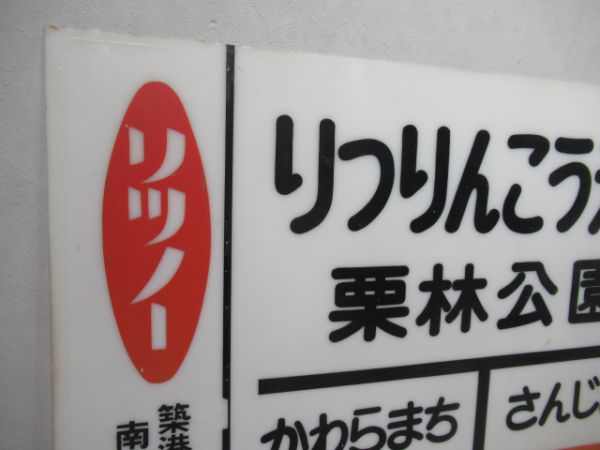 リツノー
築港
南
りつりんこう
栗林公園
かわらまち
さんじ